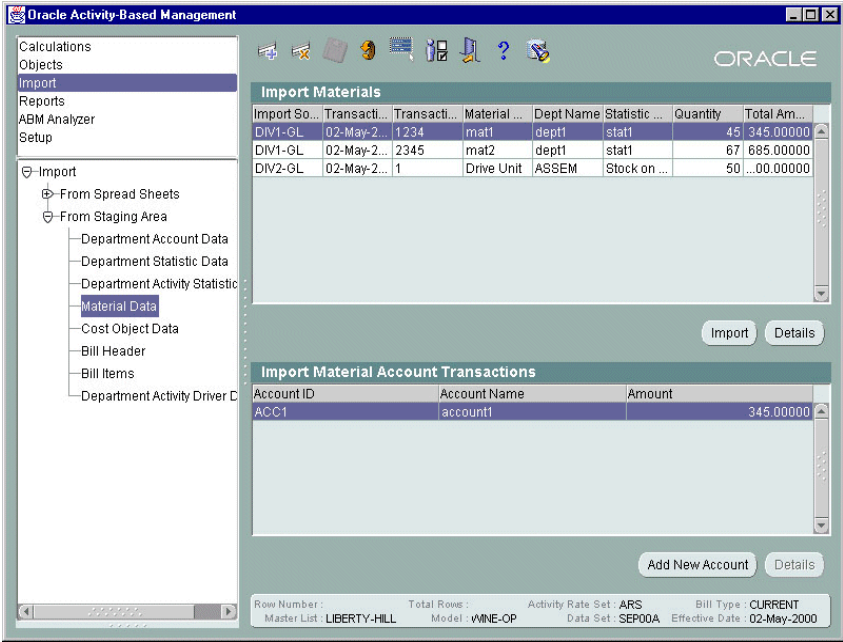 Oracle Activity-Based Management
Calculations
Objects
Import
Reports
ABM Analyzer
Setup
ORACLE
Import
From Spread Sheets
From Staging Area
Department Account Data
Department Statistic Data
Department Activity Statistic
Material Data
Cost Object Data
Bill Header
Bill Items
Department Activity Driver D
Import Materials
Import So... Transacti... Transacti... Material ... Dept Name Statistic ... Quantity Total Am...
DIV1-GL 02-May-2... 1234 mat1 dept1 stat1 45 345.00000
DIV1-GL 02-May-2... 2345 mat2 dept1 stat1 67 685.00000
DIV2-GL 02-May-2... 1 Drive Unit ASSEM Stock on ... 50 ...00.00000
Import Details
Import Material Account Transactions
Account ID Account Name Amount
ACC1 account1 345.00000
Add New Account Details
Row Number : Total Rows : Activity Rate Set : ARS Bill Type : CURRENT
Master List : LIBERTY-HILL Model : WINE-OP Data Set : SEP00A Effective Date : 02-May-2000